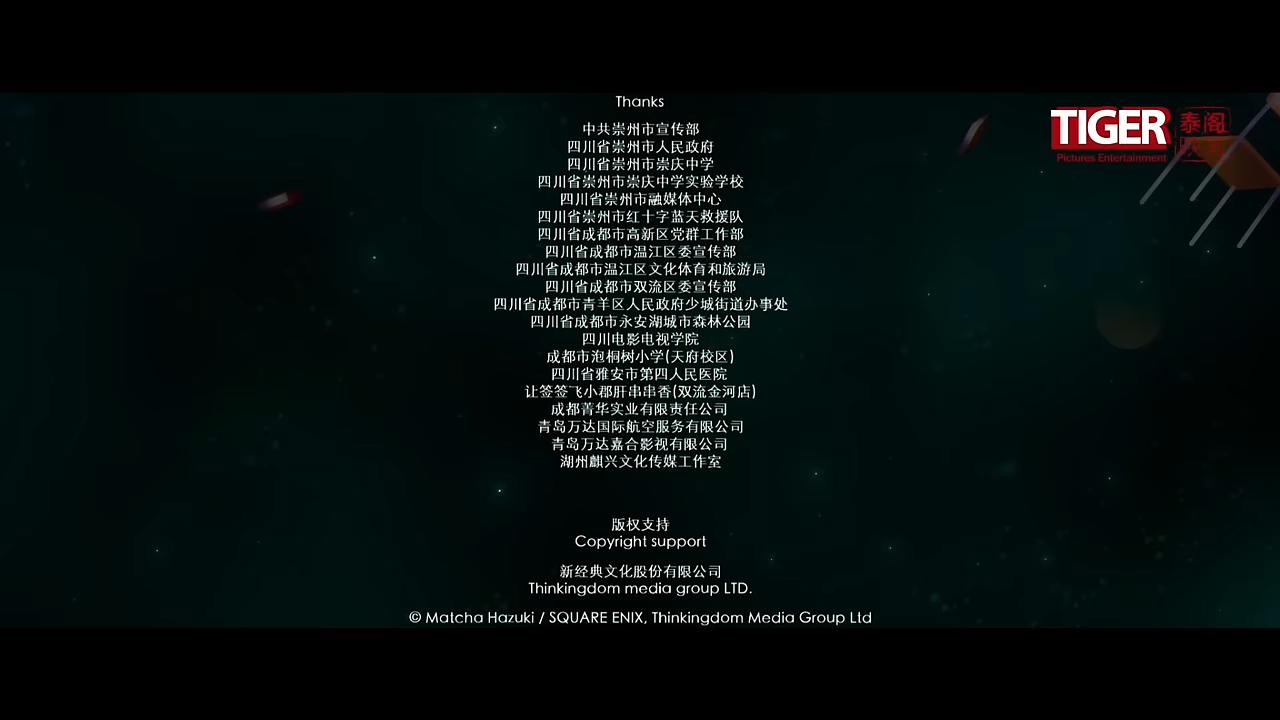 Thanks
TIGER
泰阁
Pictures Entertainment
中共崇州市宣传部
四川省崇州市人民政府
四川省崇州市崇庆中学
四川省崇州市崇庆中学实验学校
四川省崇州市融媒体中心
四川省崇州市红十字蓝天救援队
四川省成都市高新区党群工作部
四川省成都市温江区委宣传部
四川省成都市温江区文化体育和旅游局
四川省成都市双流区委宣传部
四川省成都市青羊区人民政府少城街道办事处
四川省成都市永安湖城市森林公园
四川电影电视学院
成都市泡桐树小学(天府校区)
四川省雅安市第四人民医院
让签签飞小郡肝串串香(双流金河店)
成都菁华实业有限责任公司
青岛万达国际航空服务有限公司
青岛万达嘉合影视有限公司
湖州麒兴文化传媒工作室
版权支持
Copyright support
新经典文化股份有限公司
Thinkingdom media group LTD.
© Matcha Hazuki / SQUARE ENIX, Thinkingdom Media Group Ltd